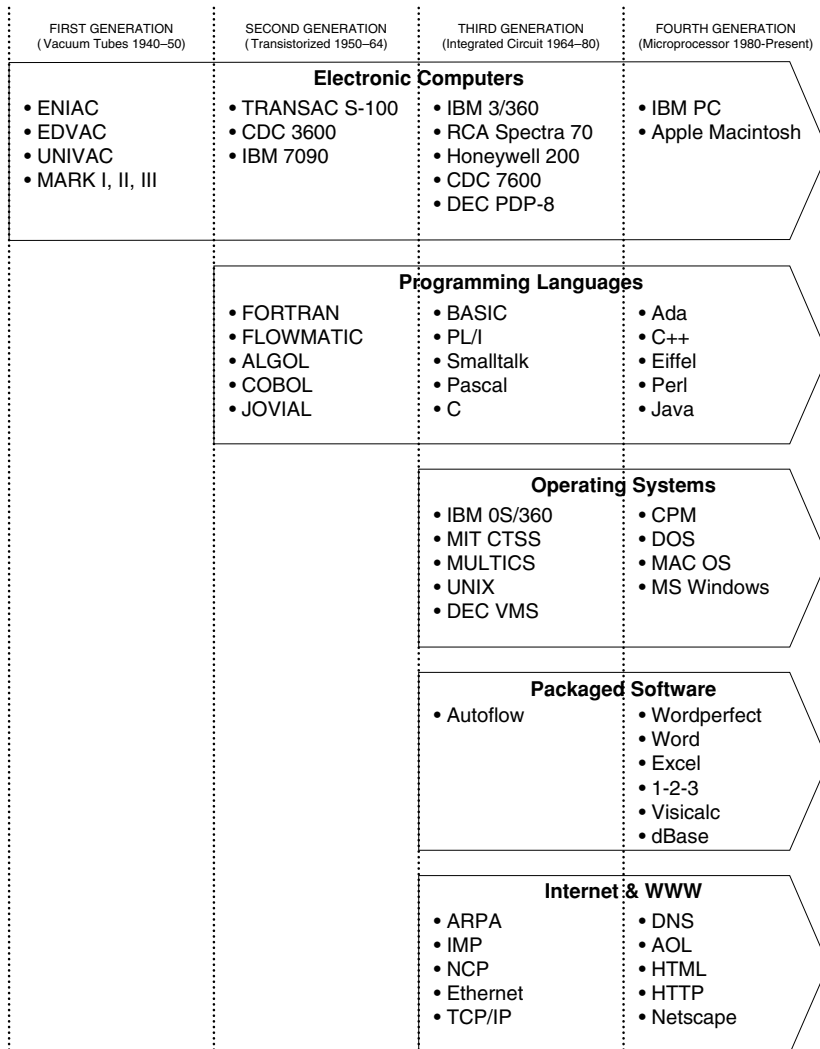 FIRST GENERATION
(Vacuum Tubes 1940–50)
SECOND GENERATION
(Transistorized 1950–64)
THIRD GENERATION
(Integrated Circuit 1964–80)
FOURTH GENERATION
(Microprocessor 1980-Present)
Electronic Computers
• ENIAC
• EDVAC
• UNIVAC
• MARK I, II, III
• TRANSAC S-100
• CDC 3600
• IBM 7090
• IBM 3/360
• RCA Spectra 70
• Honeywell 200
• CDC 7600
• DEC PDP-8
• IBM PC
• Apple Macintosh
Programming Languages
• FORTRAN
• FLOWMATIC
• ALGOL
• COBOL
• JOVIAL
• BASIC
• PL/I
• Smalltalk
• Pascal
• C
• Ada
• C++
• Eiffel
• Perl
• Java
Operating Systems
• IBM 0S/360
• MIT CTSS
• MULTICS
• UNIX
• DEC VMS
• CPM
• DOS
• MAC OS
• MS Windows
Packaged Software
• Autoflow
• Wordperfect
• Word
• Excel
• 1-2-3
• Visicalc
• dBase
Internet & WWW
• ARPA
• IMP
• NCP
• Ethernet
• TCP/IP
• DNS
• AOL
• HTML
• HTTP
• Netscape